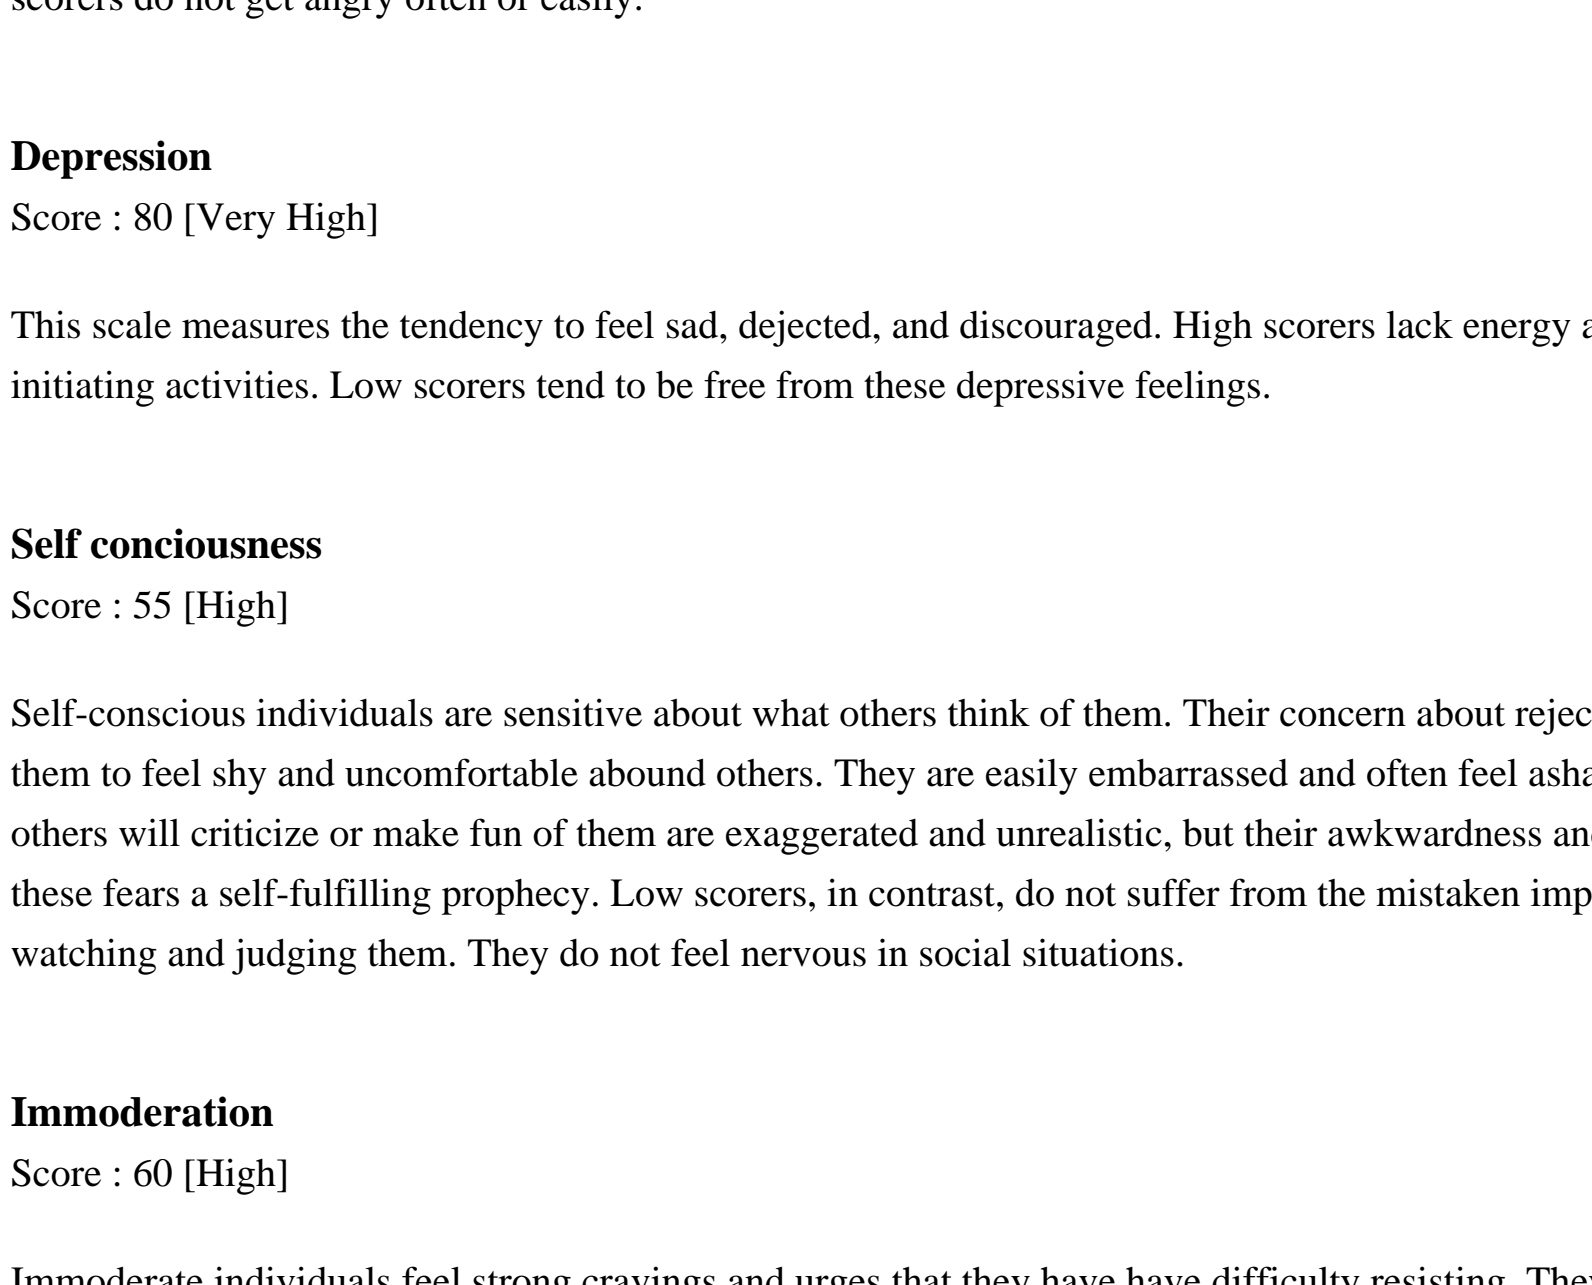 scorers do not get angry often or easily.
Depression
Score : 80 [Very High]
This scale measures the tendency to feel sad, dejected, and discouraged. High scorers lack energy
initiating activities. Low scorers tend to be free from these depressive feelings.
Self conciousness
Score : 55 [High]
Self-conscious individuals are sensitive about what others think of them. Their concern about rejec
them to feel shy and uncomfortable abound others. They are easily embarrassed and often feel asha
others will criticize or make fun of them are exaggerated and unrealistic, but their awkwardness an
these fears a self-fulfilling prophecy. Low scorers, in contrast, do not suffer from the mistaken imp
watching and judging them. They do not feel nervous in social situations.
Immoderation
Score : 60 [High]
Immoderate individuals feel strong cravings and urges that they have have difficulty resisting. They